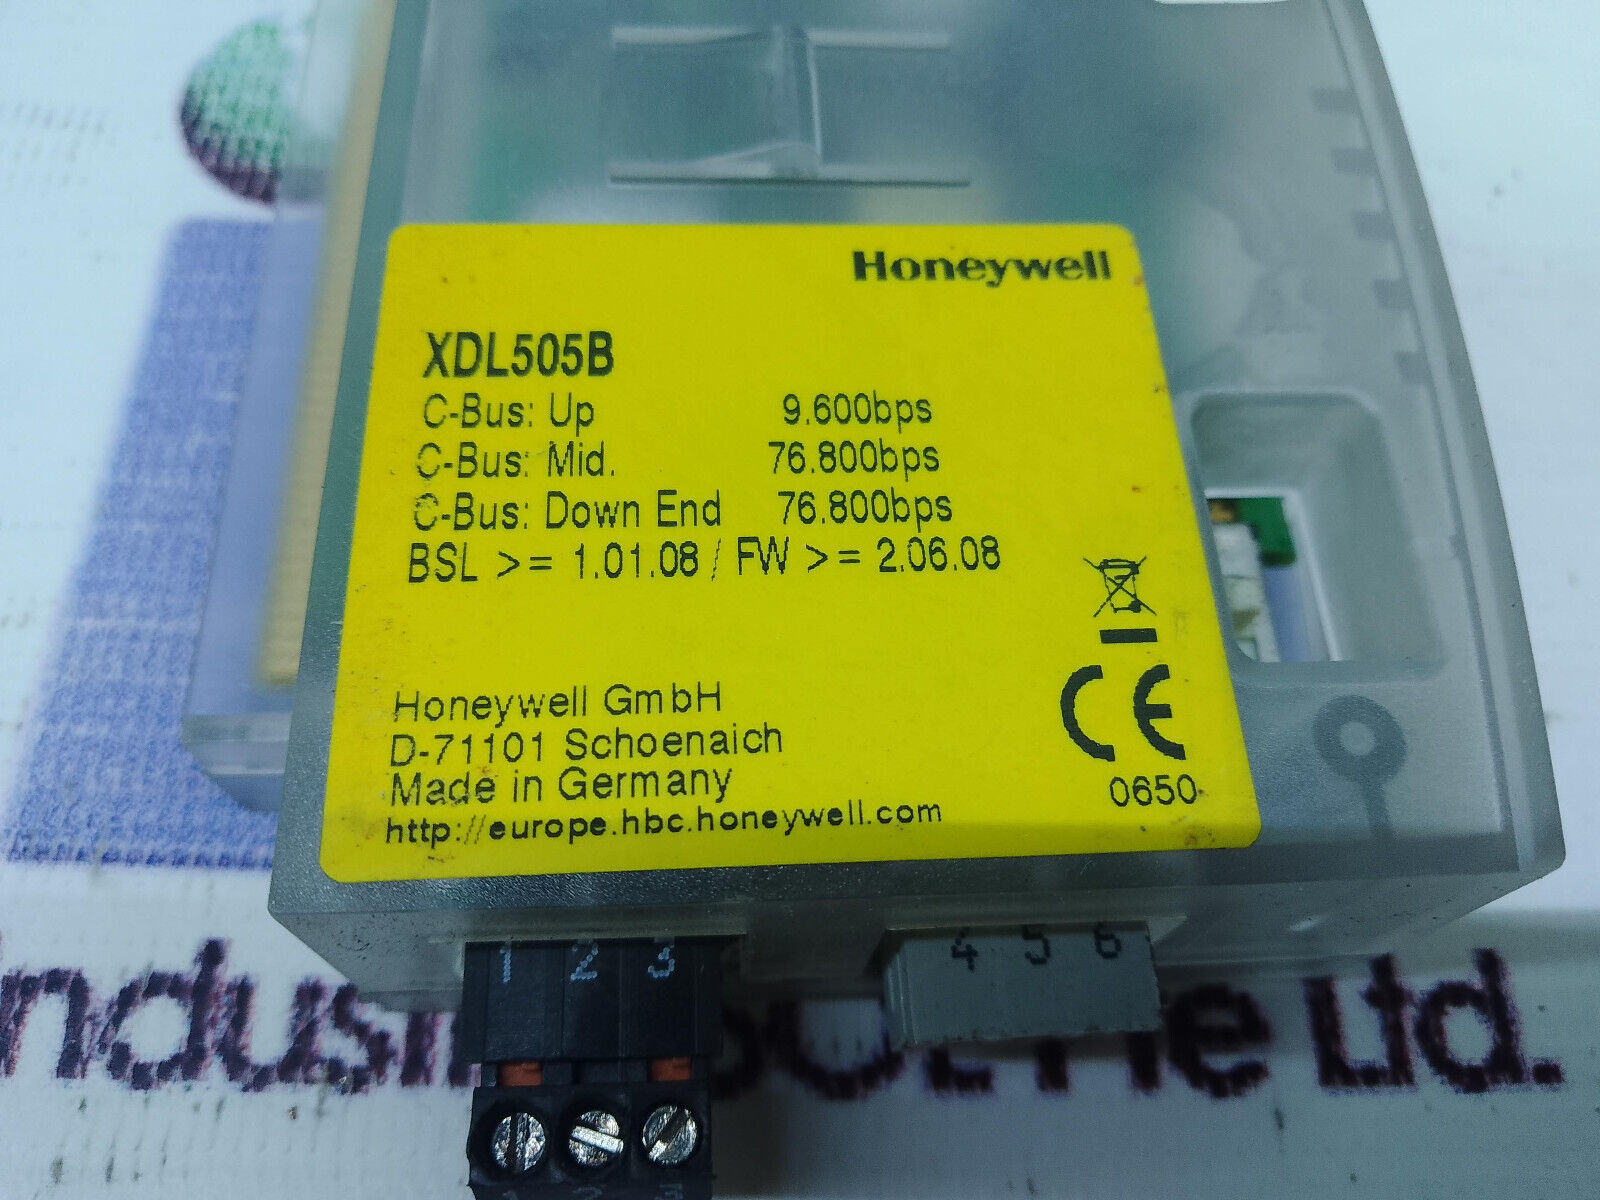 Honeywell
XDL505B
C-Bus: Up 9.600bps
C-Bus: Mid. 76.800bps
C-Bus: Down End 76.800bps
BSL >= 1.01.08 / FW >= 2.06.08
Honeywell GmbH
D-71101 Schoenaich
Made in Germany
http://europe.hbc.honeywell.com
CE
0650
1 2 3
4 5 6
Ltd.